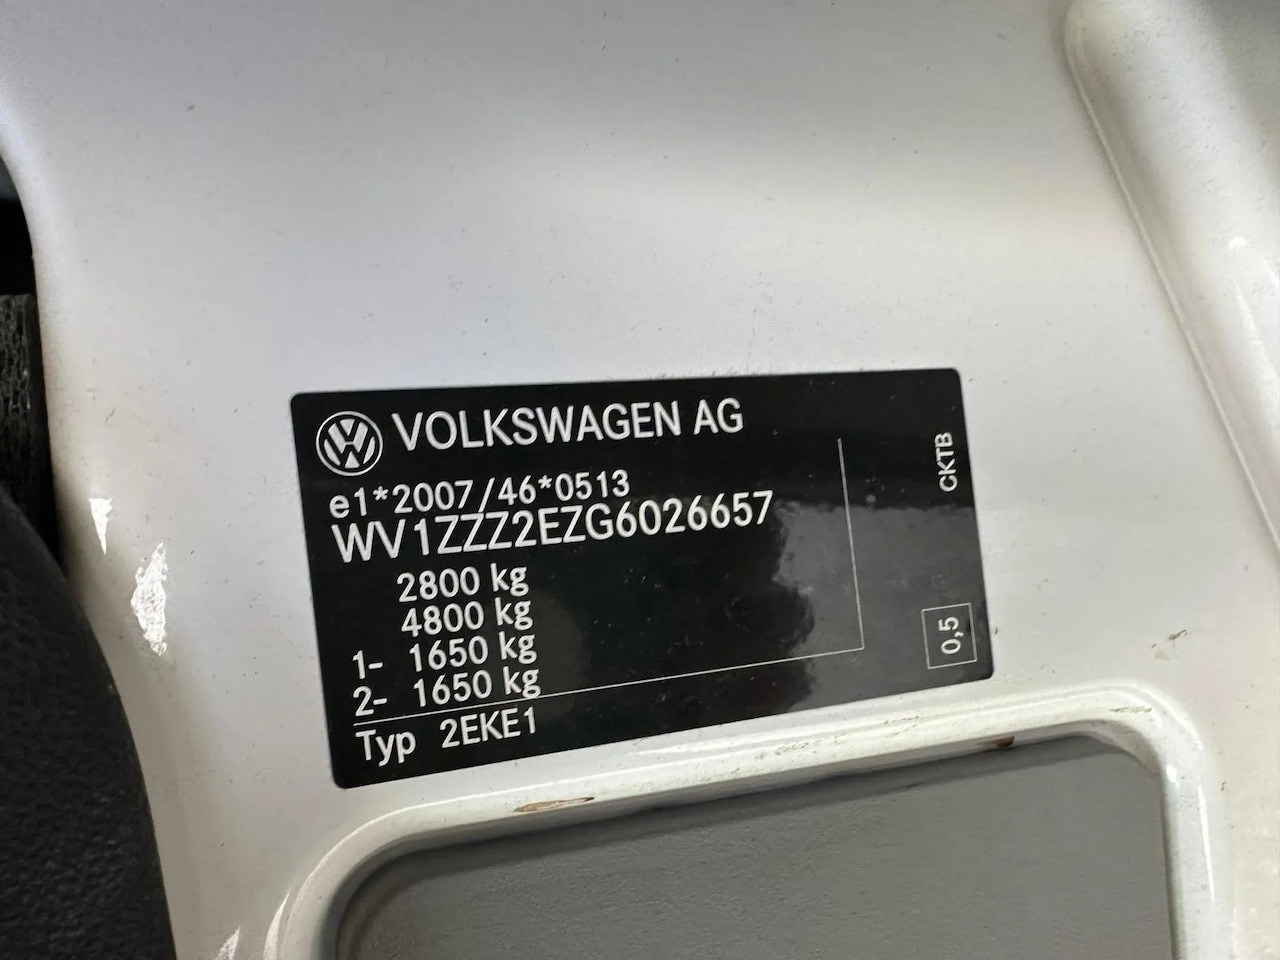 VOLKSWAGEN AG
e1*2007/46*0513
WV1ZZZ2EZG6026657
2800 kg
4800 kg
1- 1650 kg
2- 1650 kg
Typ 2EKE1
CKTB
0,5